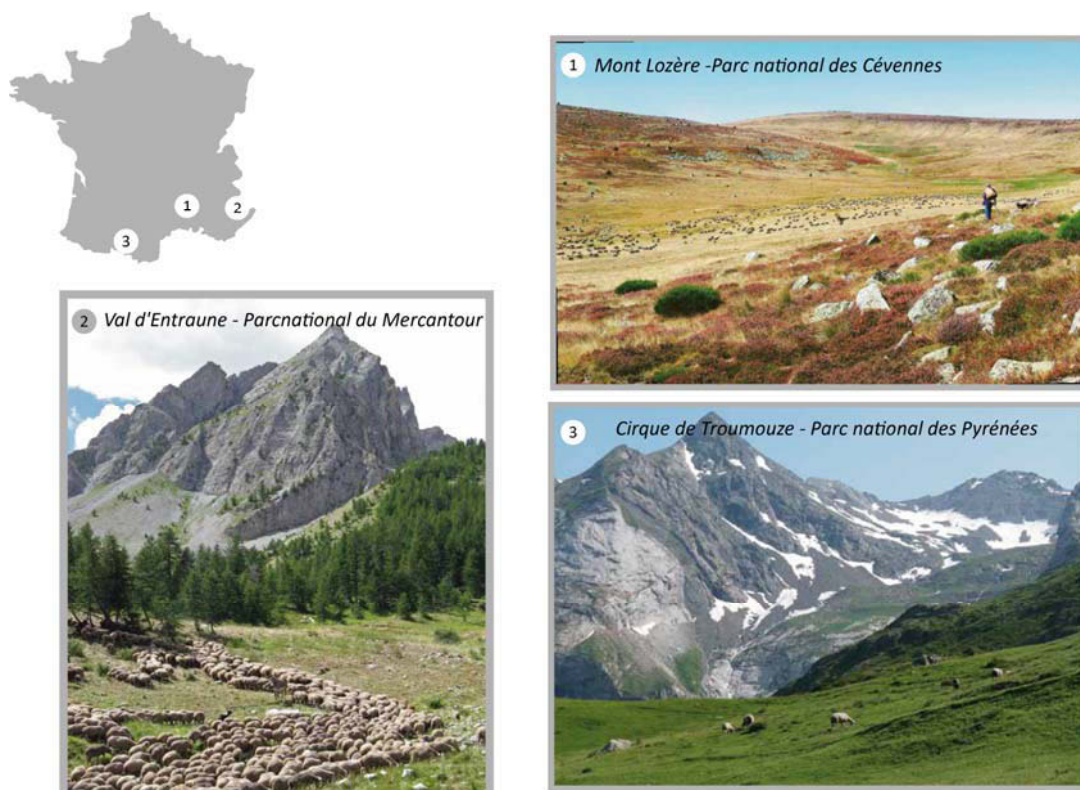 1
2
3
1 Mont Lozère -Parc national des Cévennes
2 Val d'Entraune - Parcnational du Mercantour
3 Cirque de Troumouze - Parc national des Pyrénées